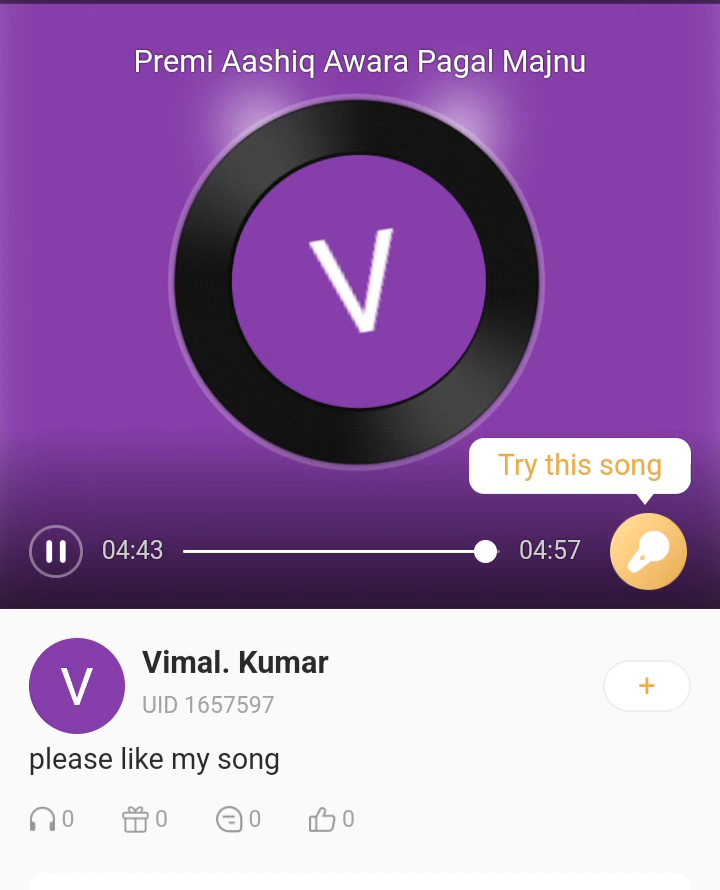 Premi Aashiq Awara Pagal Majnu
V
Try this song
04:43 04:57
V
Vimal. Kumar
UID 1657597
+
please like my song
0 0 0 0